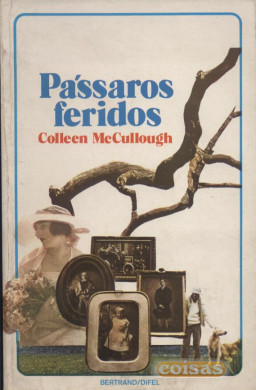 Pássaros
feridos
Colleen McCullough
BERTRAND/DIFEL
coisas